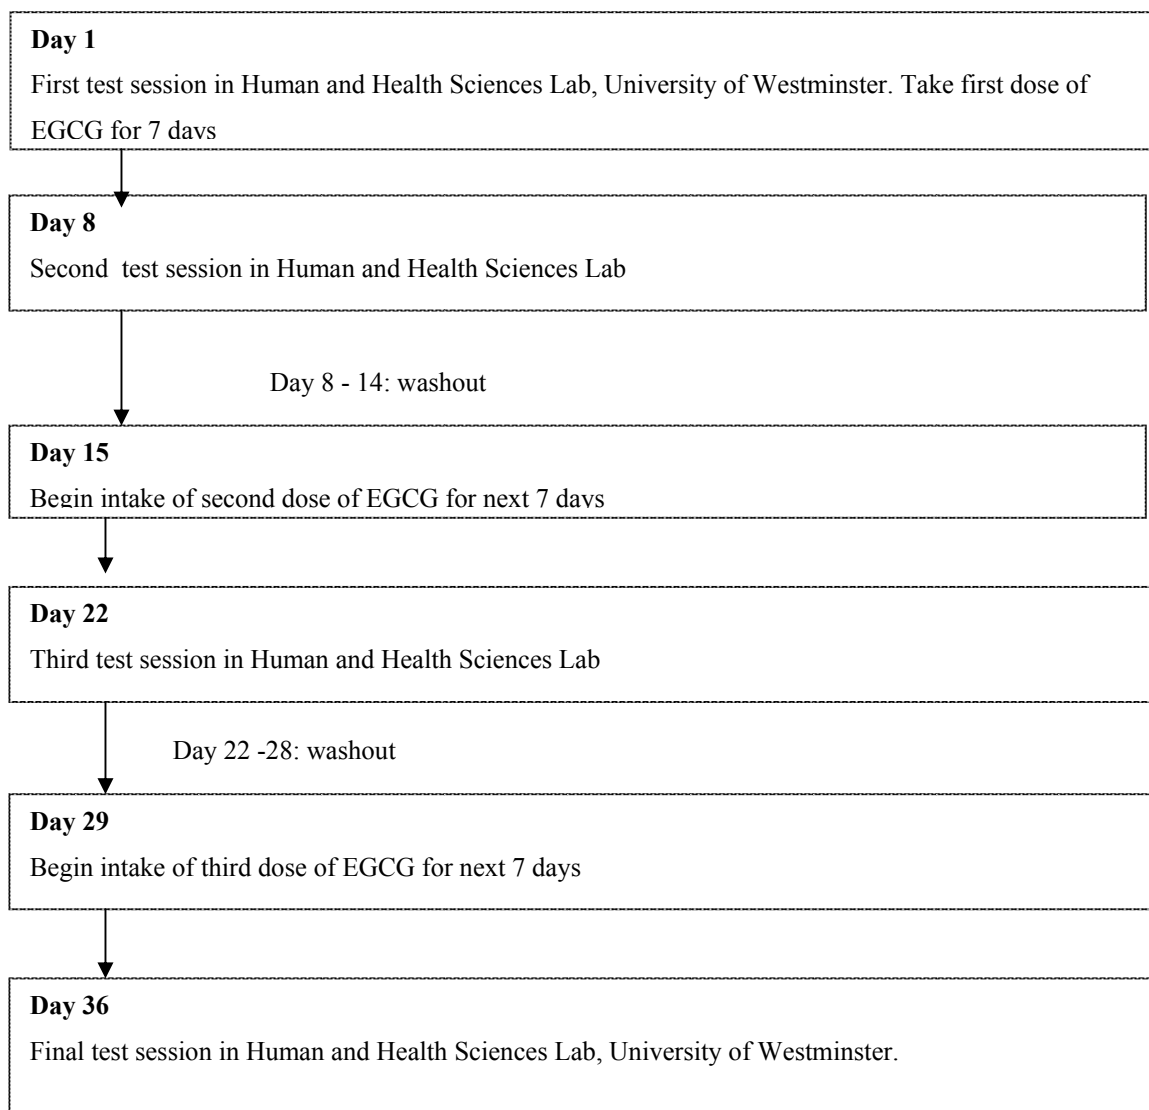 Day 1
First test session in Human and Health Sciences Lab, University of Westminster. Take first dose of
EGCG for 7 days
Day 8
Second  test session in Human and Health Sciences Lab
Day 8 - 14: washout
Day 15
Begin intake of second dose of EGCG for next 7 days
Day 22
Third test session in Human and Health Sciences Lab
Day 22 -28: washout
Day 29
Begin intake of third dose of EGCG for next 7 days
Day 36
Final test session in Human and Health Sciences Lab, University of Westminster.